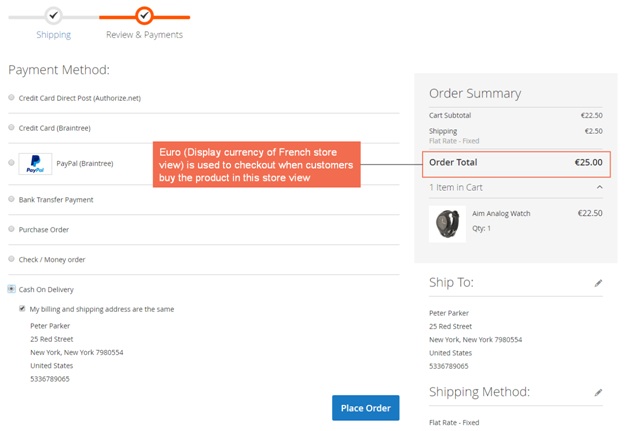 Shipping
Review & Payments
Payment Method:
Credit Card Direct Post (Authorize.net)
Credit Card (Braintree)
PayPal
PayPal (Braintree)
Bank Transfer Payment
Purchase Order
Check / Money order
Cash On Delivery
My billing and shipping address are the same
Peter Parker
25 Red Street
New York, New York 7980554
United States
5336789065
Place Order
Euro (Display currency of French store
view) is used to checkout when customers
buy the product in this store view
Order Summary
Cart Subtotal €22.50
Shipping €2.50
Flat Rate - Fixed
Order Total €25.00
1 Item in Cart
Aim Analog Watch €22.50
Qty: 1
Ship To:
Peter Parker
25 Red Street
New York, New York 7980554
United States
5336789065
Shipping Method:
Flat Rate - Fixed